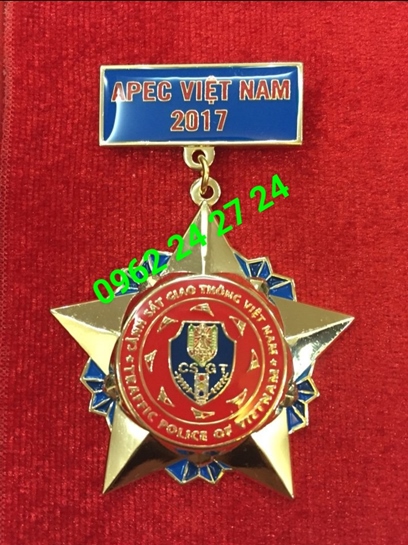 APEC VIỆT NAM
2017
0962 24 27 24
CẢNH SÁT GIAO THÔNG VIỆT NAM
CSGT
TRAFFIC POLICE OF VIETNAM